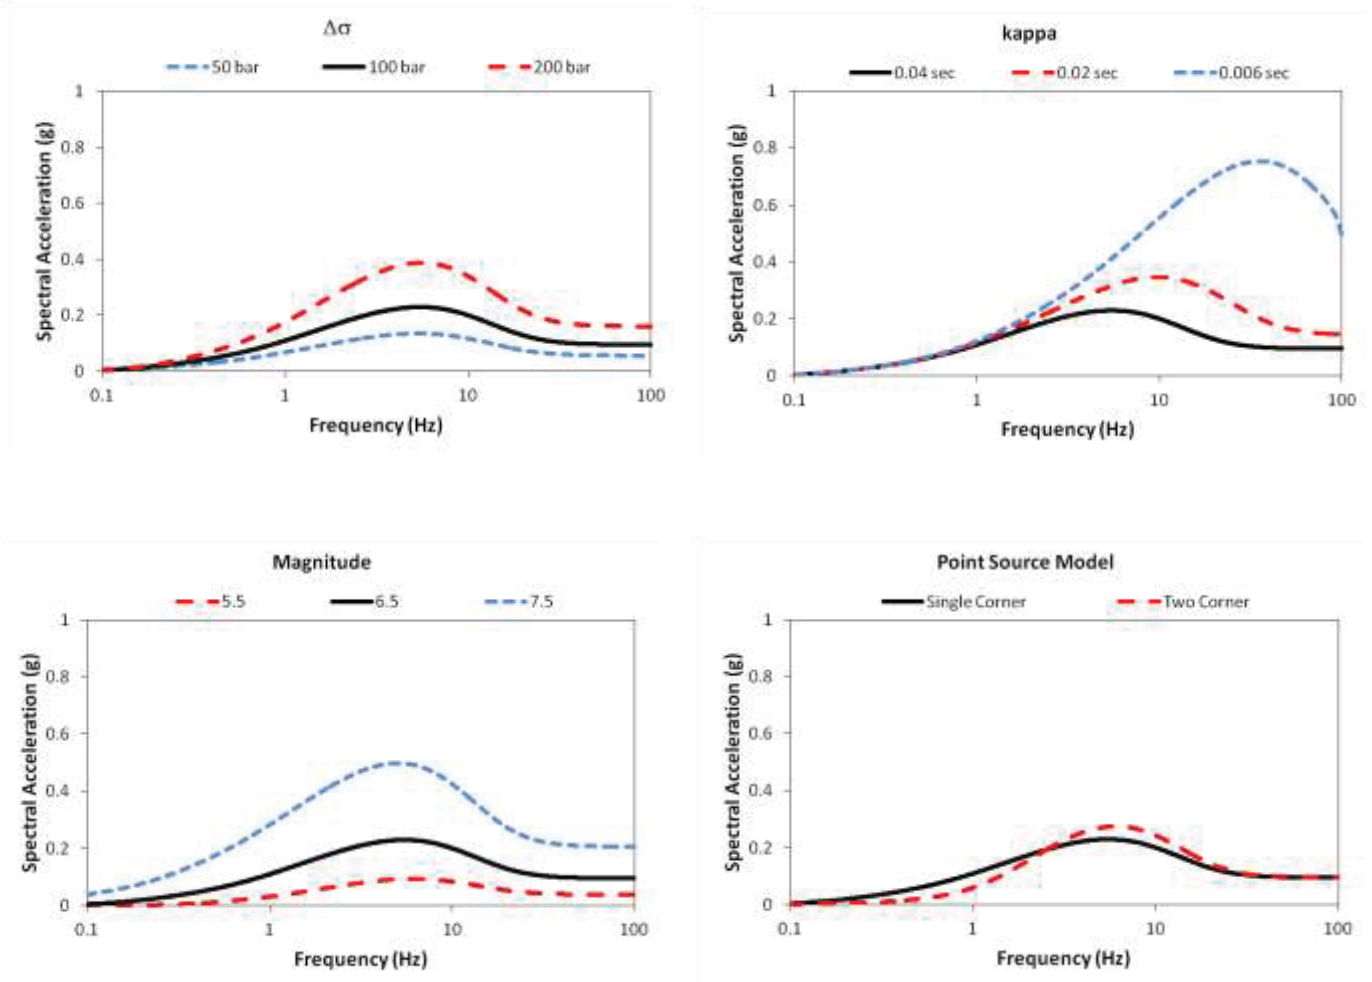 Δσ
50 bar 100 bar 200 bar
Spectral Acceleration (g)
1
0.8
0.6
0.4
0.2
0
0.1 1 10 100
Frequency (Hz)
kappa
0.04 sec 0.02 sec 0.006 sec
Spectral Acceleration (g)
1
0.8
0.6
0.4
0.2
0
0.1 1 10 100
Frequency (Hz)
Magnitude
5.5 6.5 7.5
Spectral Acceleration (g)
1
0.8
0.6
0.4
0.2
0
0.1 1 10 100
Frequency (Hz)
Point Source Model
Single Corner Two Corner
Spectral Acceleration (g)
1
0.8
0.6
0.4
0.2
0
0.1 1 10 100
Frequency (Hz)